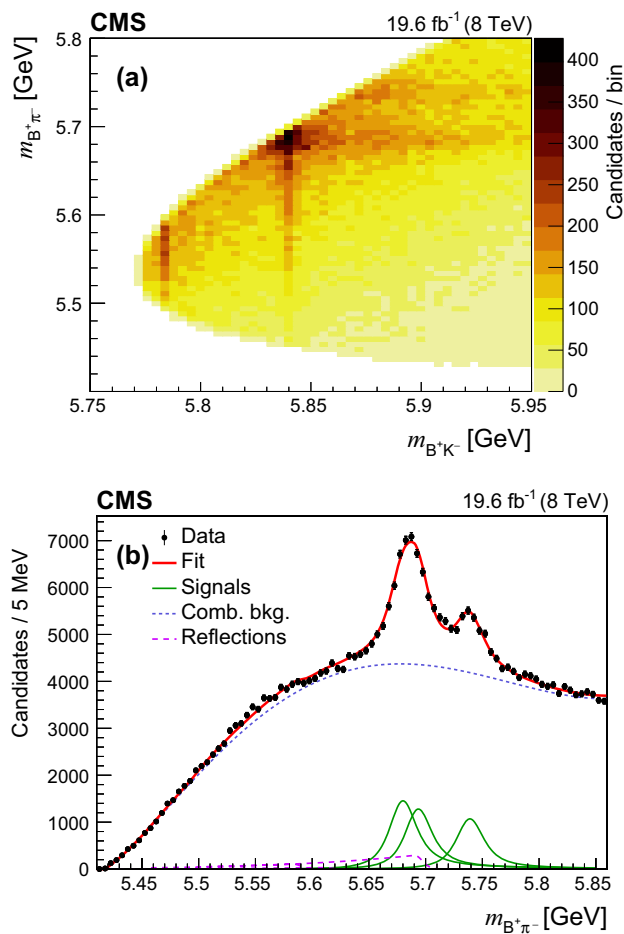 CMS 19.6 fb⁻¹ (8 TeV)
(a)
m_B⁺π⁻ [GeV]
5.8
5.7
5.6
5.5
5.75 5.8 5.85 5.9 5.95
m_B⁺K⁻ [GeV]
400
350
300
250
200
150
100
50
0
Candidates / bin
CMS 19.6 fb⁻¹ (8 TeV)
(b)
Data
Fit
Signals
Comb. bkg.
Reflections
Candidates / 5 MeV
7000
6000
5000
4000
3000
2000
1000
0
5.45 5.5 5.55 5.6 5.65 5.7 5.75 5.8 5.85
m_B⁺π⁻ [GeV]